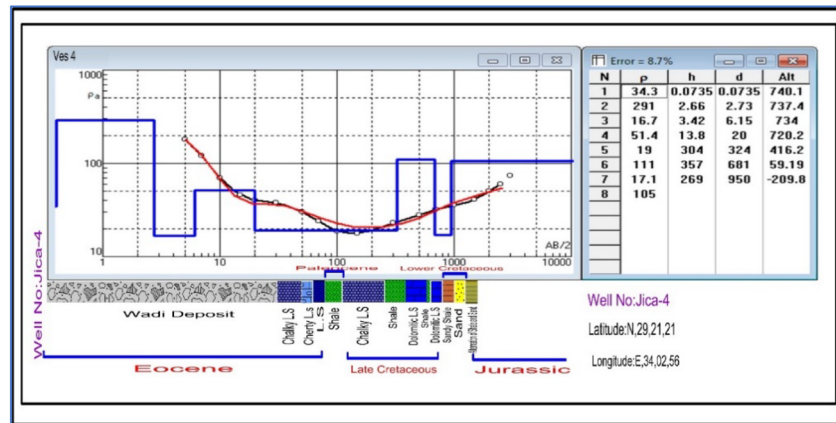 Ves 4
Error = 8.7%
N ρ h d Alt
1 34.3 0.0735 0.0735 740.1
2 291 2.66 2.73 737.4
3 16.7 3.42 6.15 734
4 51.4 13.8 20 720.2
5 19 304 324 416.2
6 111 357 681 59.19
7 17.1 269 950 -209.8
8 105
1000
Pa
100
10
AB/2
1 10 100 1000 10000
Paleocene
Lower Cretaceous
Well No:Jica-4
Wadi Deposit
Chalky L.S
Cherty L.s
L.S
Shale
Chalky L.S
Shale
Dolomitic L.S
Shale
Dolomitic L.S
Sandy Shale
Sand
Eocene
Late Cretaceous
Jurassic
Well No:Jica-4
Latitude:N,29,21,21
Longitude:E,34,02,56